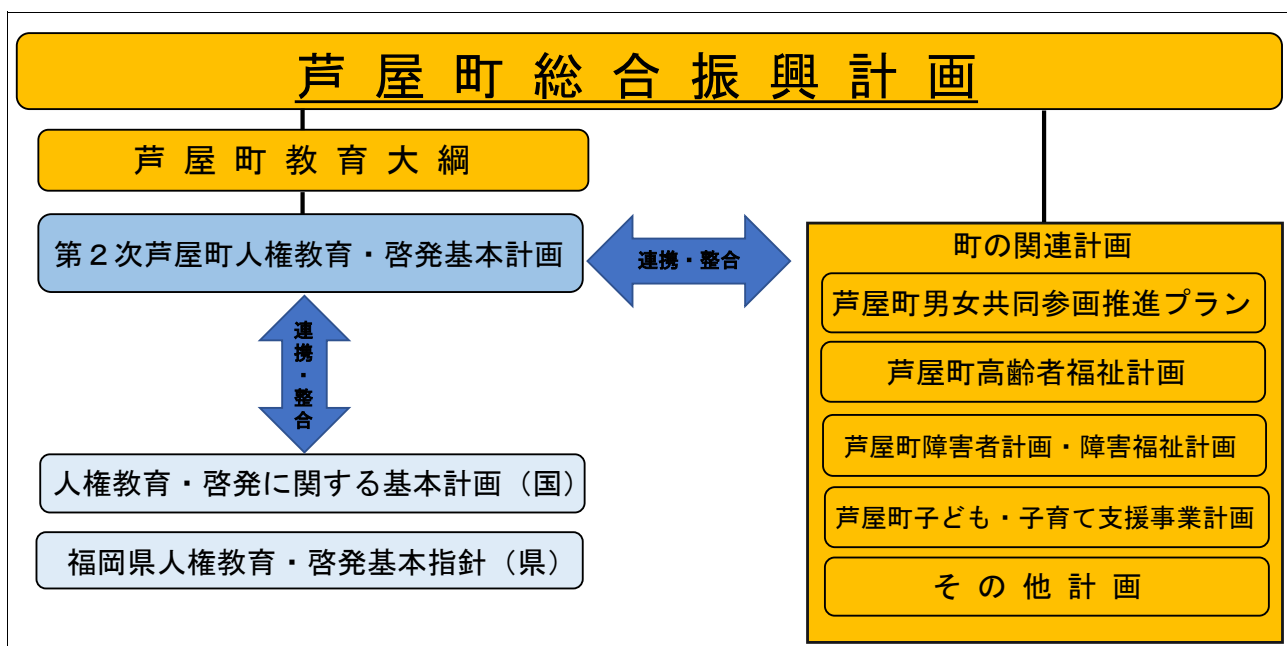 芦屋町総合振興計画
芦屋町教育大綱
第２次芦屋町人権教育・啓発基本計画
連携・整合
連携・整合
人権教育・啓発に関する基本計画（国）
福岡県人権教育・啓発基本指針（県）
町の関連計画
芦屋町男女共同参画推進プラン
芦屋町高齢者福祉計画
芦屋町障害者計画・障害福祉計画
芦屋町子ども・子育て支援事業計画
その他計画